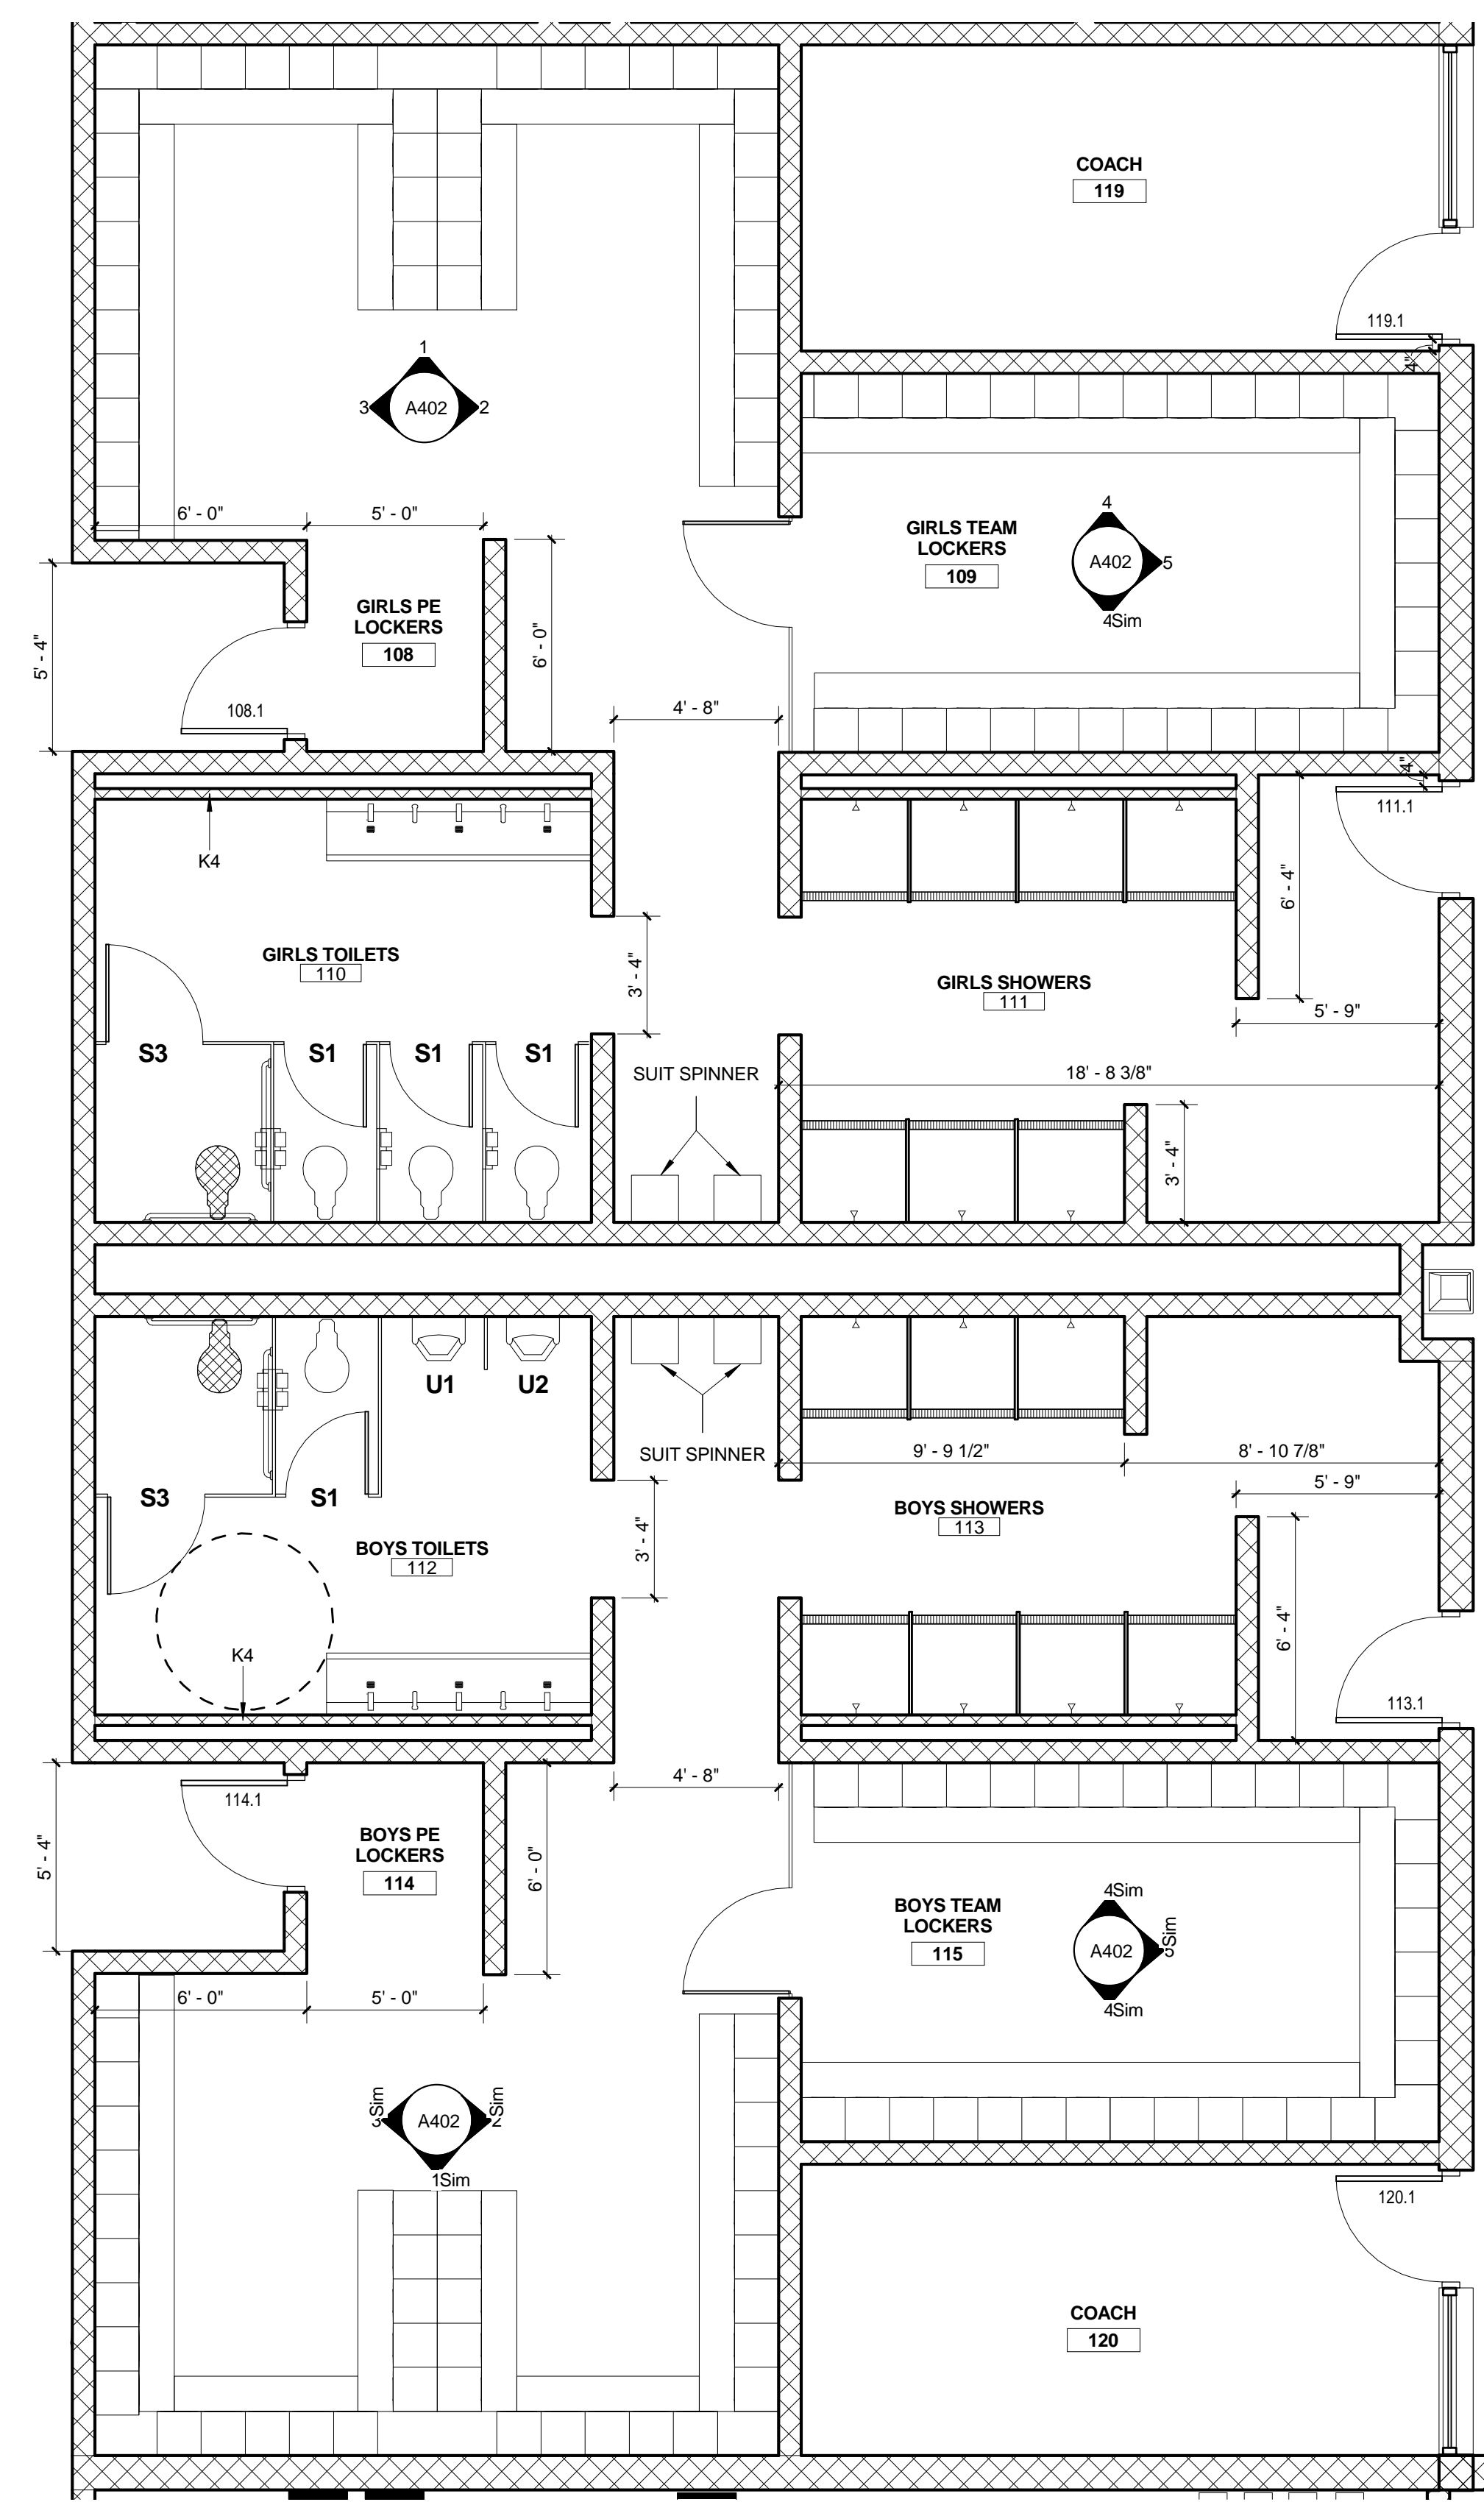 COACH
119
119.1
4"
1
3
A402
2
6' - 0"
5' - 0"
4
GIRLS TEAM
LOCKERS
109
A402
5
4Sim
GIRLS PE
LOCKERS
108
5' - 4"
6' - 0"
108.1
4' - 8"
4"
111.1
K4
6' - 4"
GIRLS TOILETS
110
3' - 4"
GIRLS SHOWERS
111
5' - 9"
S3
S1
S1
S1
SUIT SPINNER
18' - 8 3/8"
3' - 4"
U1
U2
SUIT SPINNER
9' - 9 1/2"
8' - 10 7/8"
5' - 9"
S3
S1
BOYS SHOWERS
113
BOYS TOILETS
112
3' - 4"
6' - 4"
K4
113.1
4' - 8"
114.1
BOYS PE
LOCKERS
114
5' - 4"
6' - 0"
4Sim
BOYS TEAM
LOCKERS
115
A402
5Sim
4Sim
6' - 0"
5' - 0"
3Sim
A402
2Sim
1Sim
120.1
COACH
120